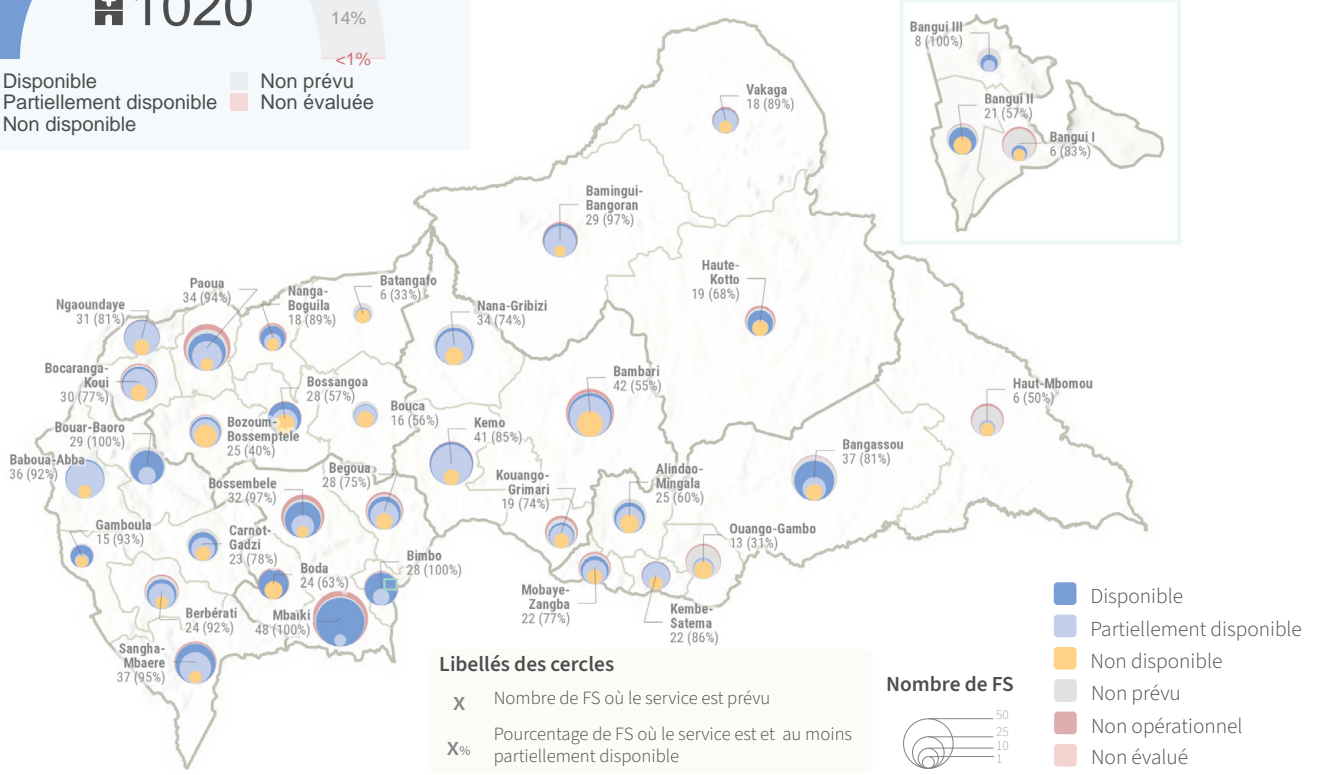 1020
14%
<1%
Disponible
Non prévu
Partiellement disponible
Non évaluée
Non disponible
Bangui III
8 (100%)
Bangui II
21 (57%)
Bangui I
6 (83%)
Vakaga
18 (89%)
Bamingui-
Bangoran
29 (97%)
Haute-
Kotto
19 (68%)
Paoua
34 (94%)
Nanga-
Boguila
18 (89%)
Batangafo
6 (33%)
Ngaoundaye
31 (81%)
Nana-Gribizi
34 (74%)
Bocaranga-
Koui
30 (77%)
Bossangoa
28 (57%)
Bambari
42 (55%)
Haut-Mbomou
6 (50%)
Bouca
16 (56%)
Bouar-Baoro
29 (100%)
Bozoum-
Bossemptele
25 (40%)
Kemo
41 (85%)
Bangassou
37 (81%)
Baboua-Abba
36 (92%)
Begoua
28 (75%)
Bossembele
32 (97%)
Kouango-
Grimari
19 (74%)
Alindao-
Mingala
25 (60%)
Gamboula
15 (93%)
Carnot-
Gadzi
23 (78%)
Ouango-Gambo
13 (31%)
Bimbo
28 (100%)
Boda
24 (63%)
Berbérati
24 (92%)
Mbaïki
48 (100%)
Mobaye-
Zangba
22 (77%)
Kembe-
Satema
22 (86%)
Sangha-
Mbaere
37 (95%)
Libellés des cercles
X Nombre de FS où le service est prévu
X% Pourcentage de FS où le service est et au moins
partiellement disponible
Nombre de FS
50
25
10
1
Disponible
Partiellement disponible
Non disponible
Non prévu
Non opérationnel
Non évalué